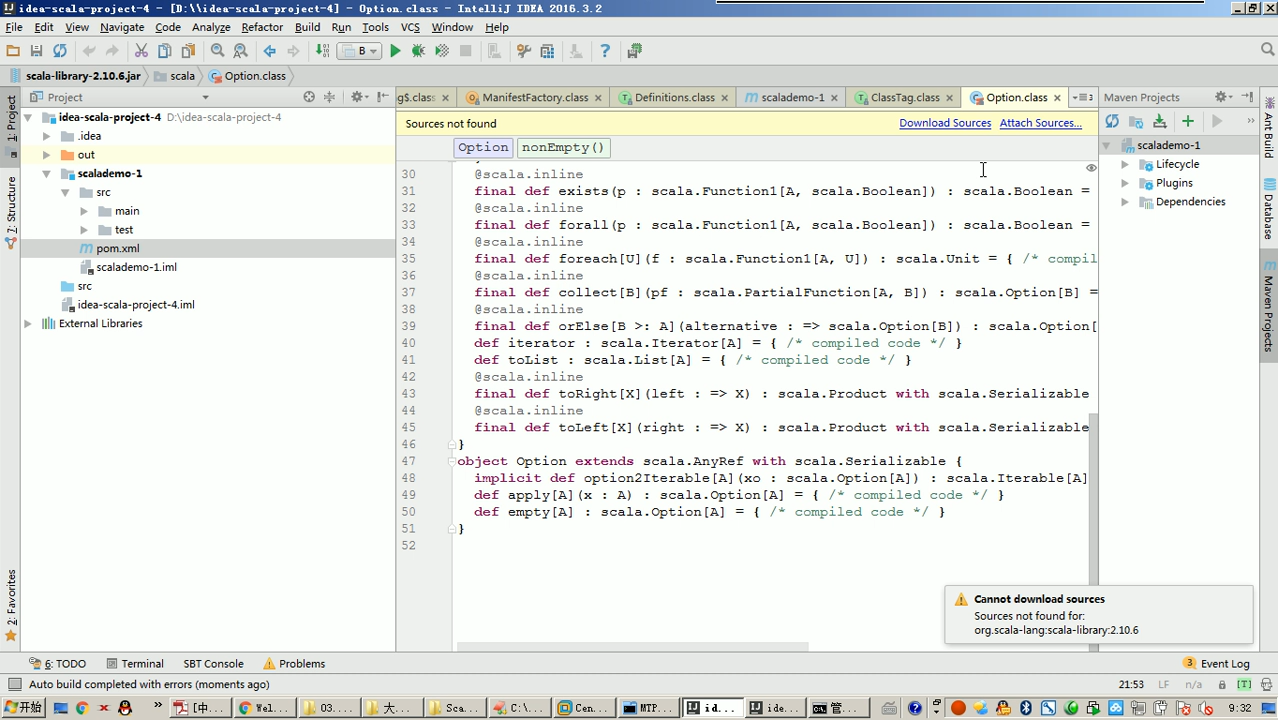 idea-scala-project-4 - [D:\\idea-scala-project-4] - Option.class - IntelliJ IDEA 2016.3.2
File Edit View Navigate Code Analyze Refactor Build Run Tools VCS Window Help
B
scala-library-2.10.6.jar scala Option.class
Project
g$.class ManifestFactory.class Definitions.class scalademo-1 ClassTag.class Option.class
Maven Projects
1: Project
idea-scala-project-4 D:\idea-scala-project-4
.idea
out
scalademo-1
src
main
test
pom.xml
scalademo-1.iml
src
idea-scala-project-4.iml
External Libraries
7: Structure
2: Favorites
Sources not found Download Sources Attach Sources...
Option nonEmpty()
30 @scala.inline
31 final def exists(p : scala.Function1[A, scala.Boolean]) : scala.Boolean =
32 @scala.inline
33 final def forall(p : scala.Function1[A, scala.Boolean]) : scala.Boolean =
34 @scala.inline
35 final def foreach[U](f : scala.Function1[A, U]) : scala.Unit = { /* compil
36 @scala.inline
37 final def collect[B](pf : scala.PartialFunction[A, B]) : scala.Option[B] =
38 @scala.inline
39 final def orElse[B >: A](alternative : => scala.Option[B]) : scala.Option[
40 def iterator : scala.Iterator[A] = { /* compiled code */ }
41 def toList : scala.List[A] = { /* compiled code */ }
42 @scala.inline
43 final def toRight[X](left : => X) : scala.Product with scala.Serializable
44 @scala.inline
45 final def toLeft[X](right : => X) : scala.Product with scala.Serializable
46 }
47 object Option extends scala.AnyRef with scala.Serializable {
48 implicit def option2Iterable[A](xo : scala.Option[A]) : scala.Iterable[A]
49 def apply[A](x : A) : scala.Option[A] = { /* compiled code */ }
50 def empty[A] : scala.Option[A] = { /* compiled code */ }
51 }
52
scalademo-1
Lifecycle
Plugins
Dependencies
Ant Build
Database
Maven Projects
Cannot download sources
Sources not found for:
org.scala-lang:scala-library:2.10.6
6: TODO Terminal SBT Console Problems
3 Event Log
Auto build completed with errors (moments ago)
21:53 LF n/a [T]
开始 [中... Wel... 03... 大... Sca... C:\... Cen... MTP... id... ide... 管... 9:32